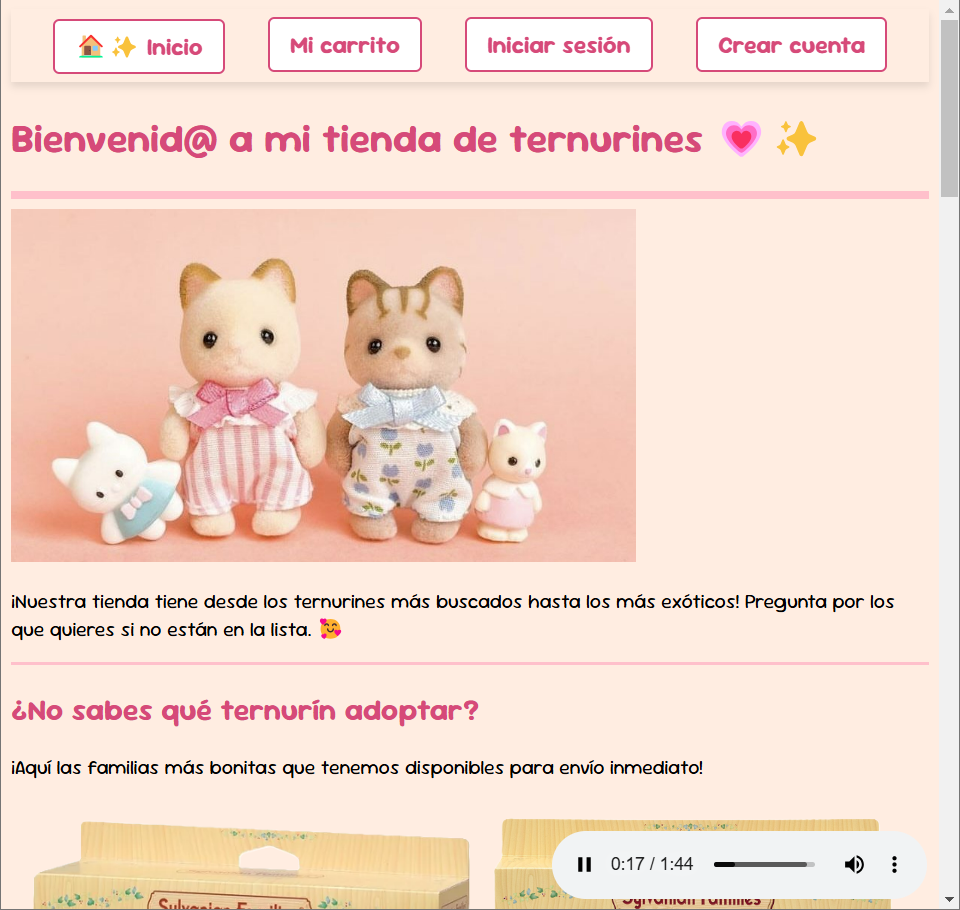 Inicio
Mi carrito
Iniciar sesión
Crear cuenta
Bienvenid@ a mi tienda de ternurines
¡Nuestra tienda tiene desde los ternurines más buscados hasta los más exóticos! Pregunta por los
que quieres si no están en la lista.
¿No sabes qué ternurín adoptar?
¡Aquí las familias más bonitas que tenemos disponibles para envío inmediato!
Sylvanian Families
Sylvanian Families
0:17 / 1:44